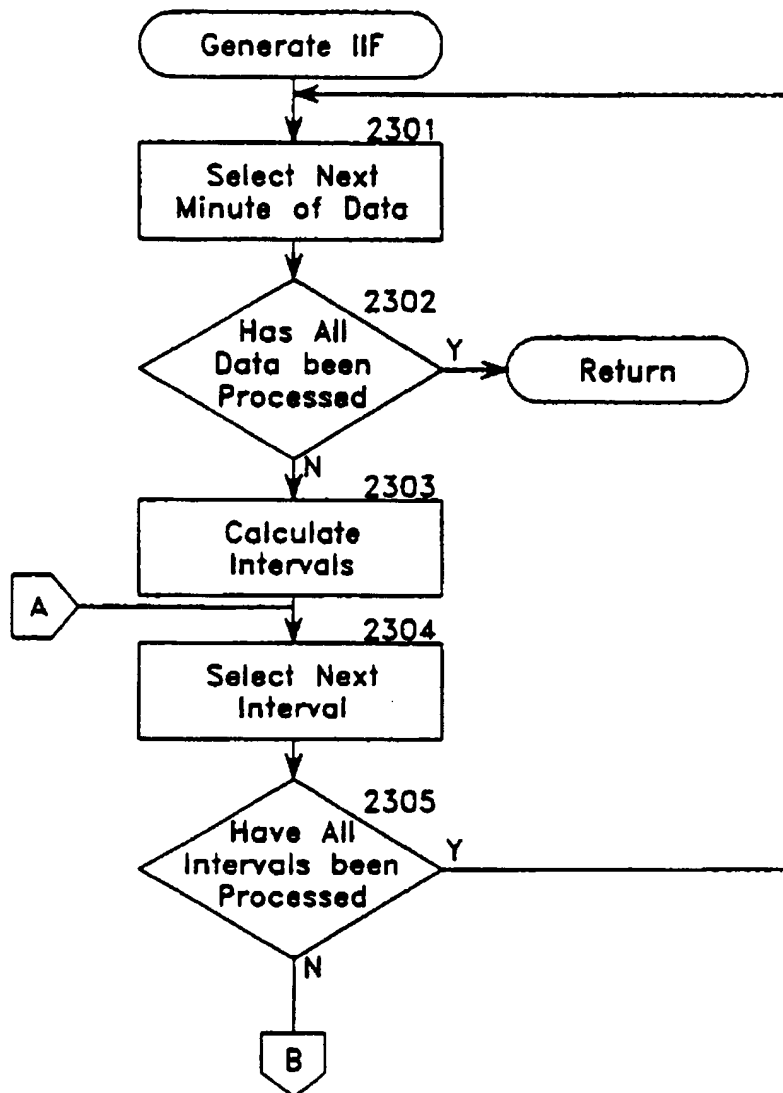 Generate IIF
2301
Select Next
Minute of Data
2302
Has All
Data been
Processed
Y
Return
N
2303
Calculate
Intervals
A
2304
Select Next
Interval
2305
Have All
Intervals been
Processed
Y
N
B